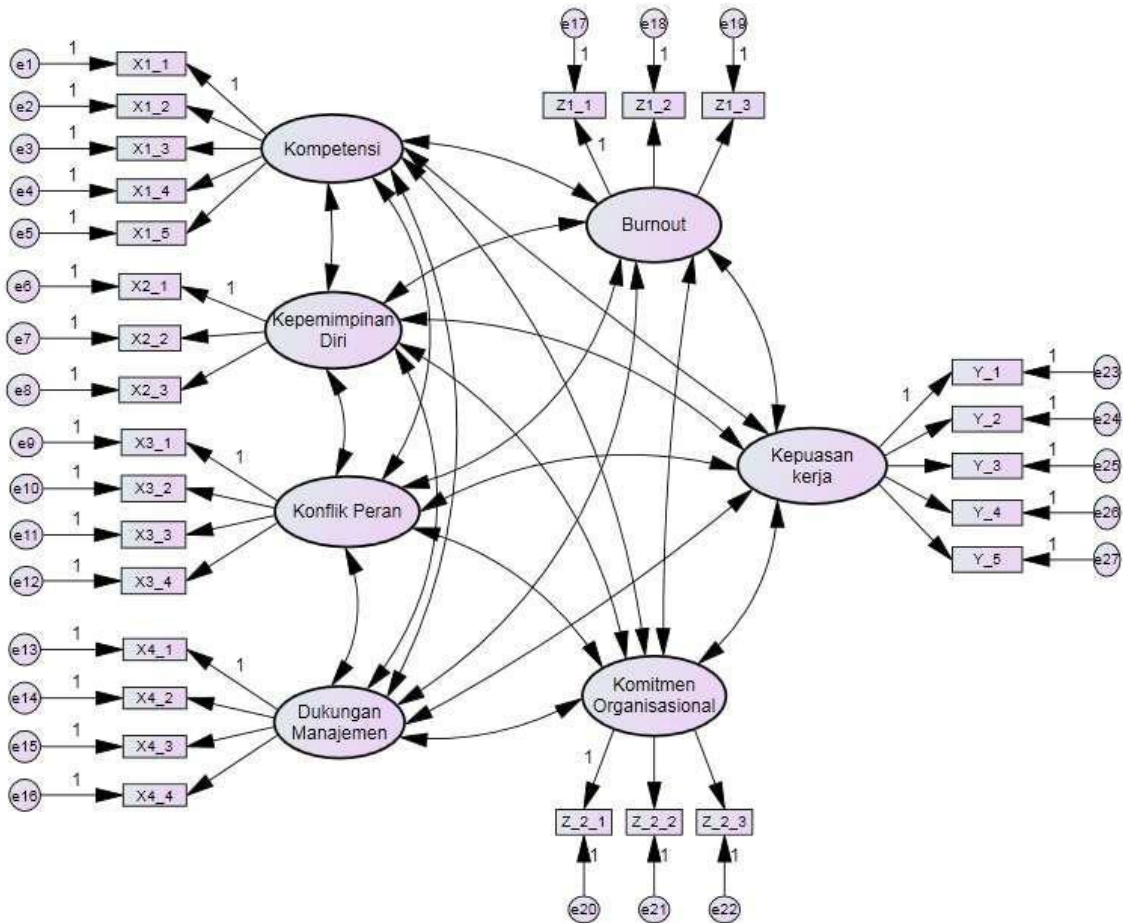 e17
e18
e19
1
1
1
Z1_1
Z1_2
Z1_3
1
e1
1
X1_1
1
e2
1
X1_2
e3
1
X1_3
e4
1
X1_4
e5
1
X1_5
Kompetensi
Burnout
e6
1
X2_1
1
e7
1
X2_2
e8
1
X2_3
Kepemimpinan
Diri
e9
1
X3_1
1
e10
1
X3_2
e11
1
X3_3
e12
1
X3_4
Konflik Peran
Kepuasan
kerja
1
Y_1
1
e23
Y_2
1
e24
Y_3
1
e25
Y_4
1
e26
Y_5
1
e27
e13
1
X4_1
1
e14
1
X4_2
e15
1
X4_3
e16
1
X4_4
Dukungan
Manajemen
Komitmen
Organisasional
1
Z_2_1
Z_2_2
Z_2_3
1
1
1
e20
e21
e22